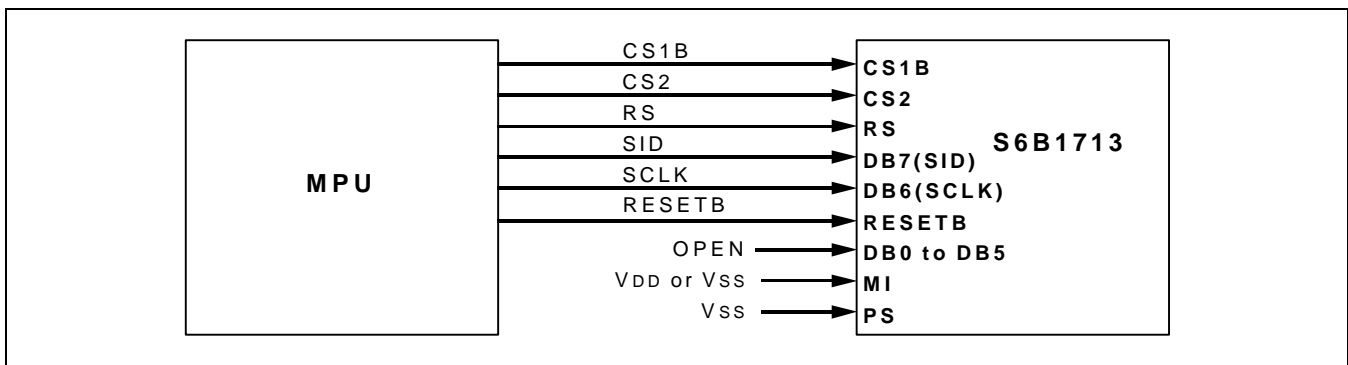 MPU
CS1B
CS2
RS
SID
SCLK
RESETB
OPEN
VDD or VSS
VSS
CS1B
CS2
RS
DB7(SID)
DB6(SCLK)
RESETB
DB0 to DB5
MI
PS
S6B1713